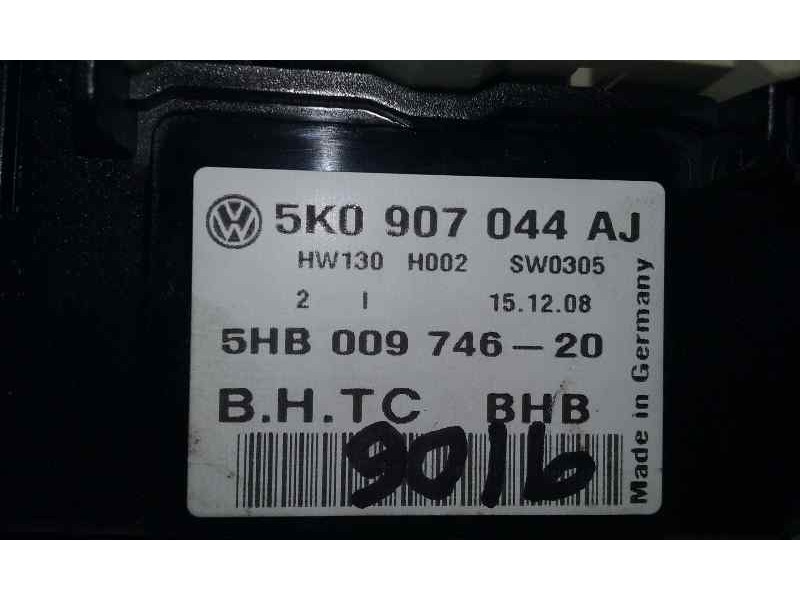 5K0 907 044 AJ
HW130 H002 SW0305
2 I 15.12.08
5HB 009 746-20
B.H.TC BHB
9016
Made in Germany